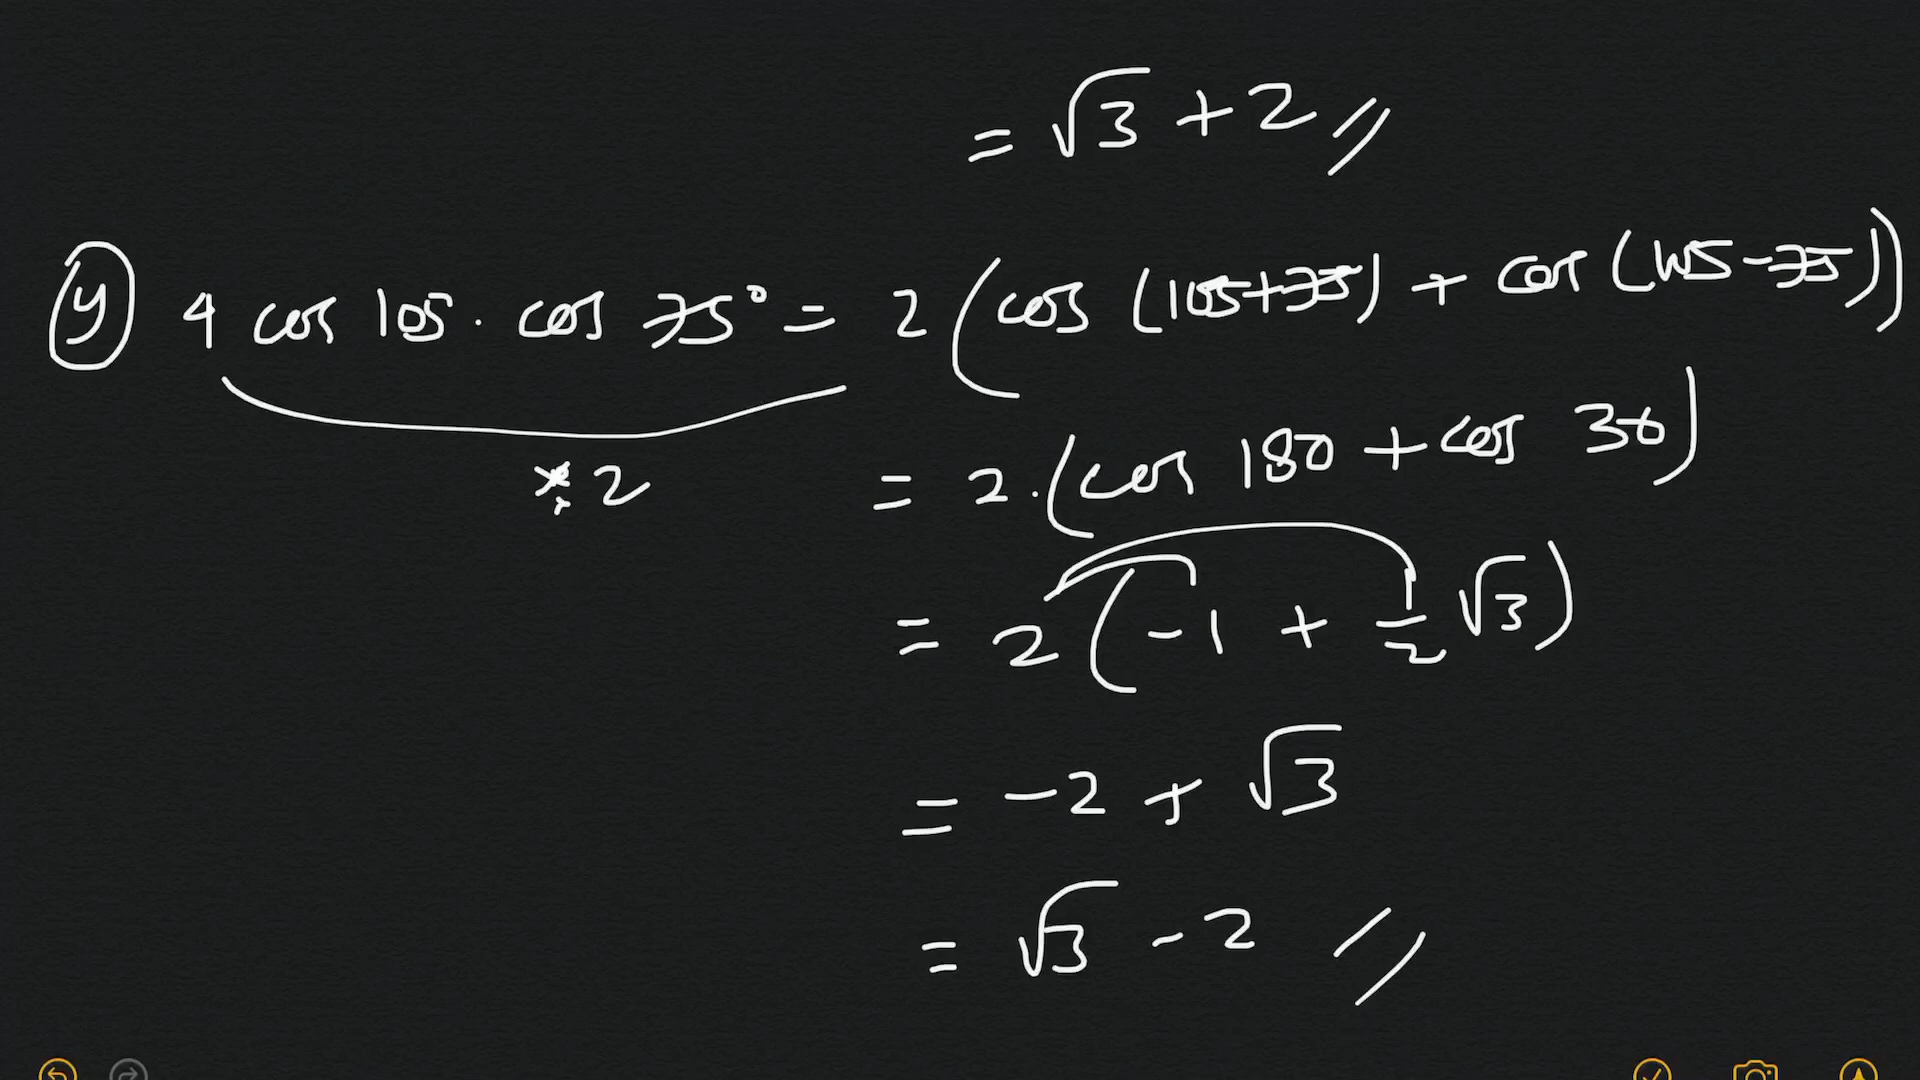 = √3 + 2 //
(y) 4 cos 105 . cos 75° = 2 (cos (105+75) + cos (105-75))
: 2
= 2 . (cos 180 + cos 30)
= 2 (-1 + 1/2 √3)
= -2 + √3
= √3 - 2 //